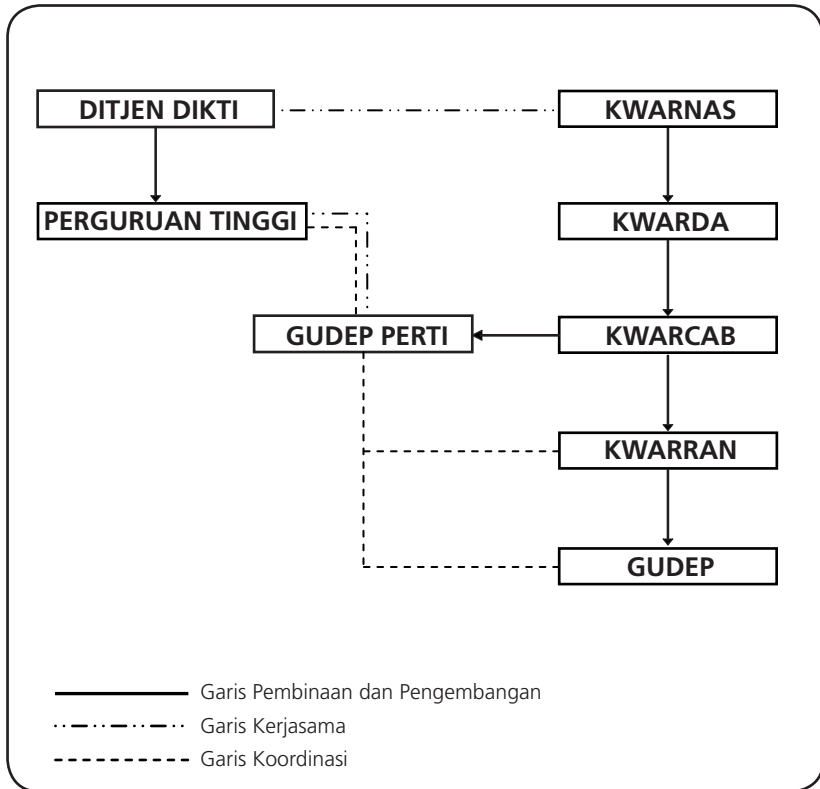 DITJEN DIKTI
KWARNAS
PERGURUAN TINGGI
KWARDA
GUDEP PERTI
KWARCAB
KWARRAN
GUDEP
Garis Pembinaan dan Pengembangan
Garis Kerjasama
Garis Koordinasi